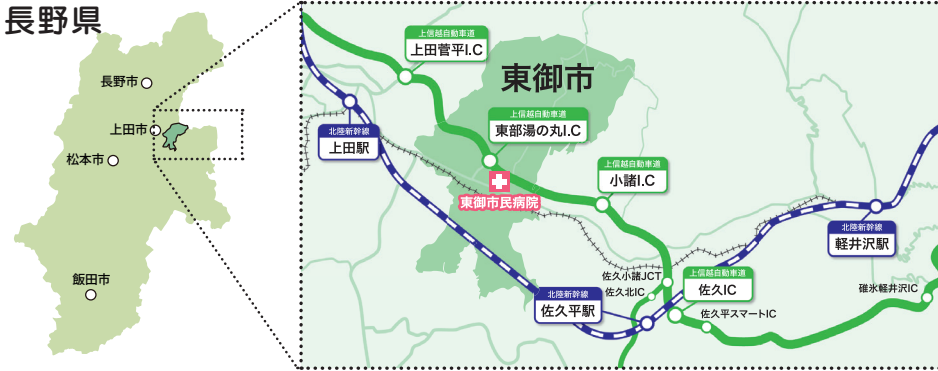 長野県
長野市
上田市
松本市
飯田市
上信越自動車道
上田菅平I.C
東御市
上信越自動車道
東部湯の丸I.C
北陸新幹線
上田駅
上信越自動車道
小諸I.C
東御市民病院
北陸新幹線
軽井沢駅
佐久小諸JCT
佐久北IC
上信越自動車道
佐久IC
北陸新幹線
佐久平駅
佐久平スマートIC
碓氷軽井沢IC